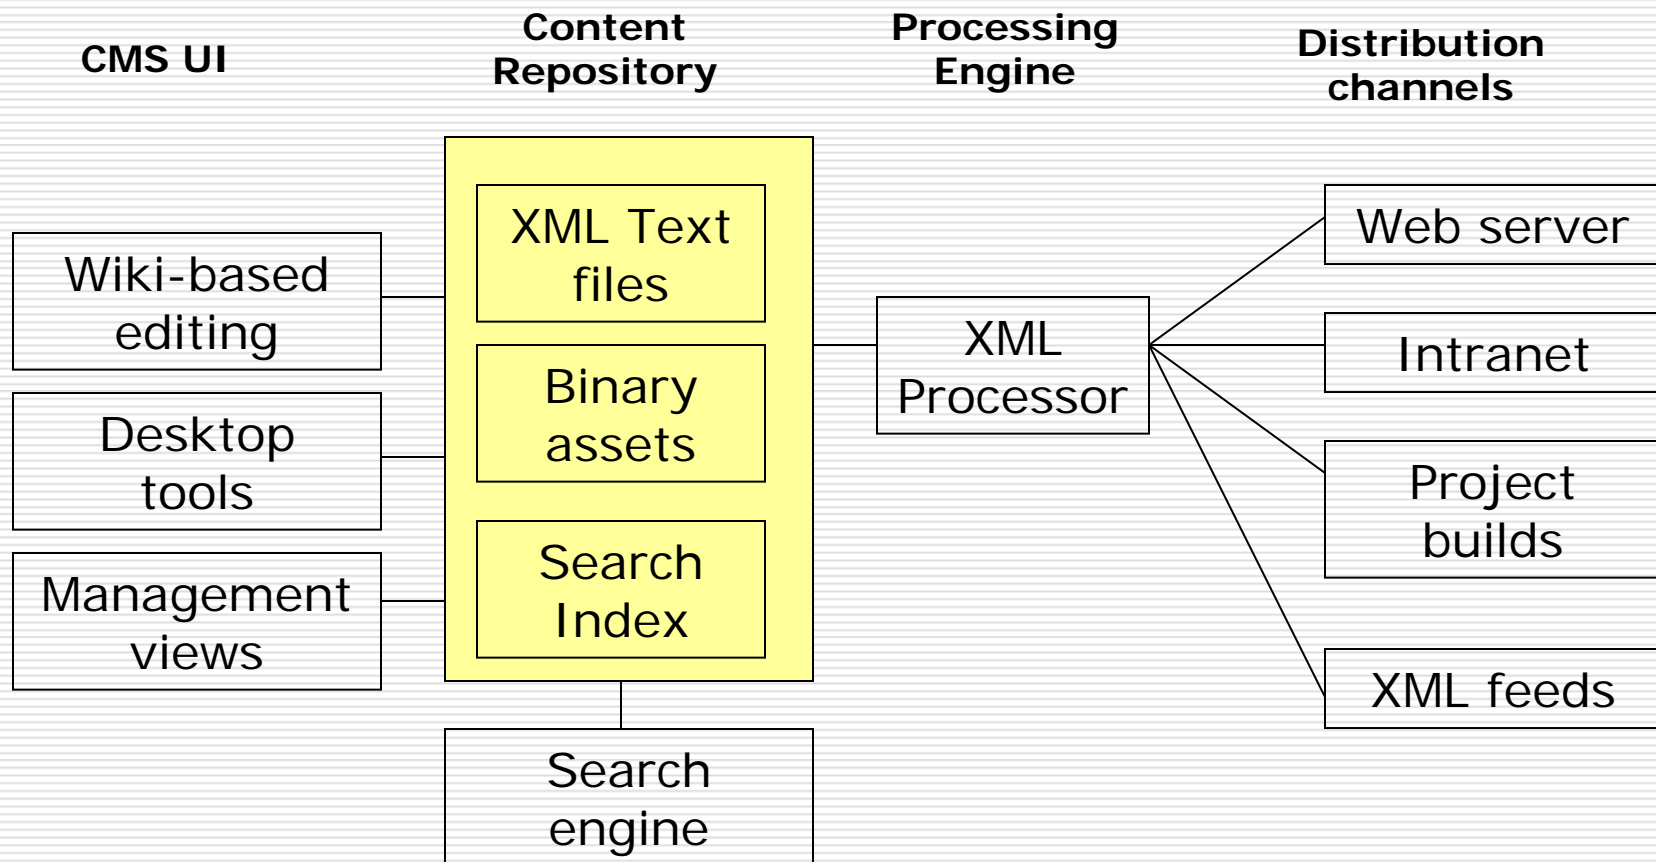 CMS UI
Content
Repository
Processing
Engine
Distribution
channels
Wiki-based
editing
Desktop
tools
Management
views
XML Text
files
Binary
assets
Search
Index
Search
engine
XML
Processor
Web server
Intranet
Project
builds
XML feeds